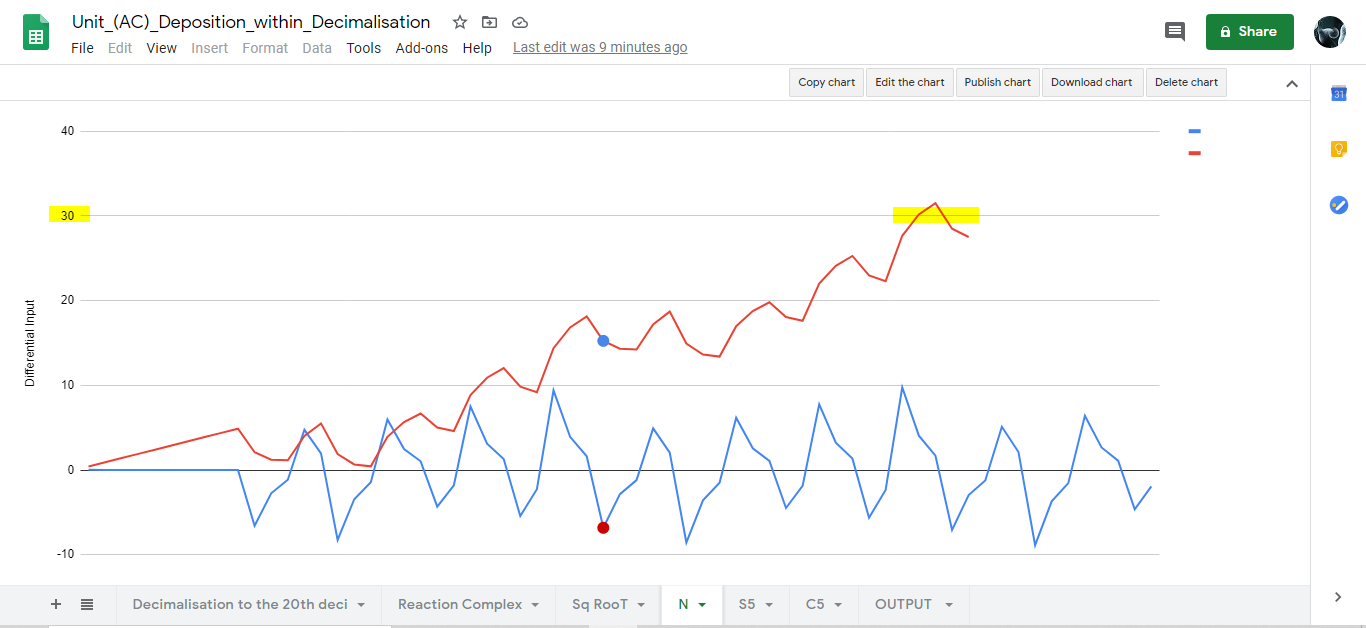 Unit_(AC)_Deposition_within_Decimalisation
File Edit View Insert Format Data Tools Add-ons Help Last edit was 9 minutes ago
Share
Copy chart Edit the chart Publish chart Download chart Delete chart
31
40
30
20
10
0
-10
Differential Input
Decimalisation to the 20th deci Reaction Complex Sq RooT N S5 C5 OUTPUT